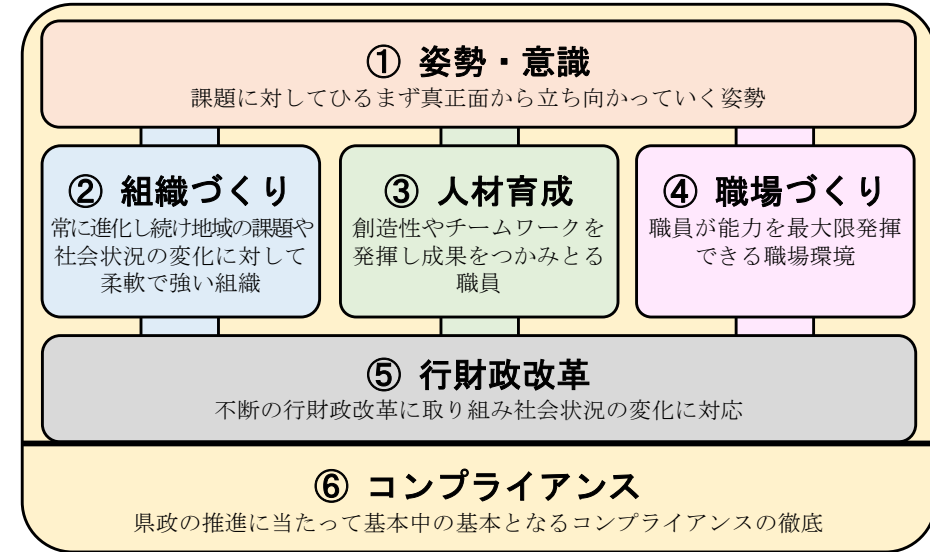 ① 姿勢・意識
課題に対してひるまず真正面から立ち向かっていく姿勢
② 組織づくり
常に進化し続け地域の課題や
社会状況の変化に対して
柔軟で強い組織
③ 人材育成
創造性やチームワークを
発揮し成果をつかみとる
職員
④ 職場づくり
職員が能力を最大限発揮
できる職場環境
⑤ 行財政改革
不断の行財政改革に取り組み社会状況の変化に対応
⑥ コンプライアンス
県政の推進に当たって基本中の基本となるコンプライアンスの徹底